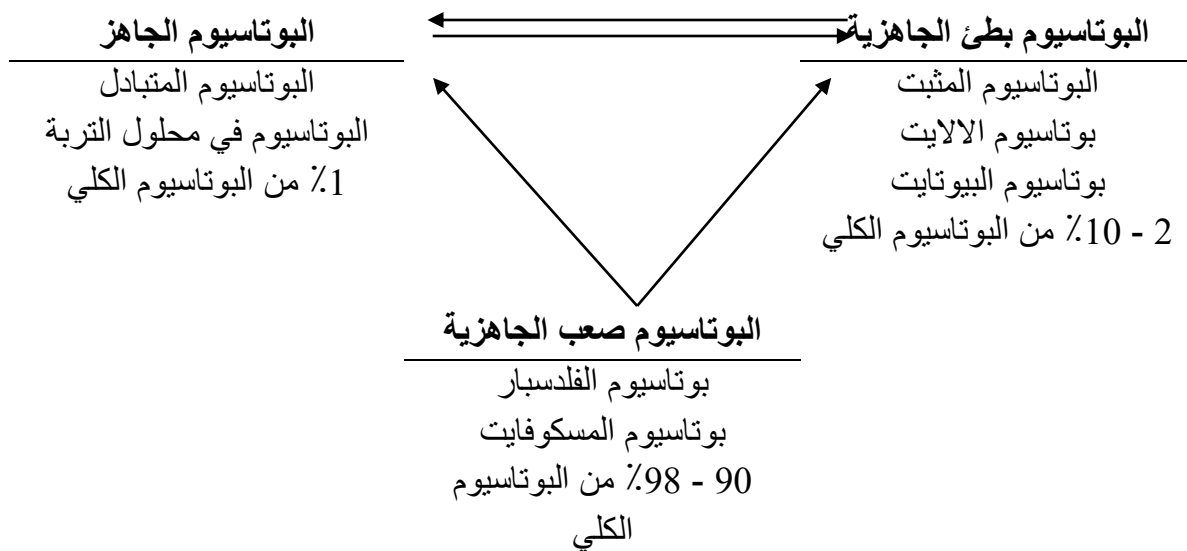 البوتاسيوم بطئ الجاهزية
البوتاسيوم المثبت
بوتاسيوم الالايت
بوتاسيوم البيوتايت
2 - 10٪ من البوتاسيوم الكلي
البوتاسيوم الجاهز
البوتاسيوم المتبادل
البوتاسيوم في محلول التربة
1٪ من البوتاسيوم الكلي
البوتاسيوم صعب الجاهزية
بوتاسيوم الفلدسبار
بوتاسيوم المسكوفايت
90 - 98٪ من البوتاسيوم
الكلي